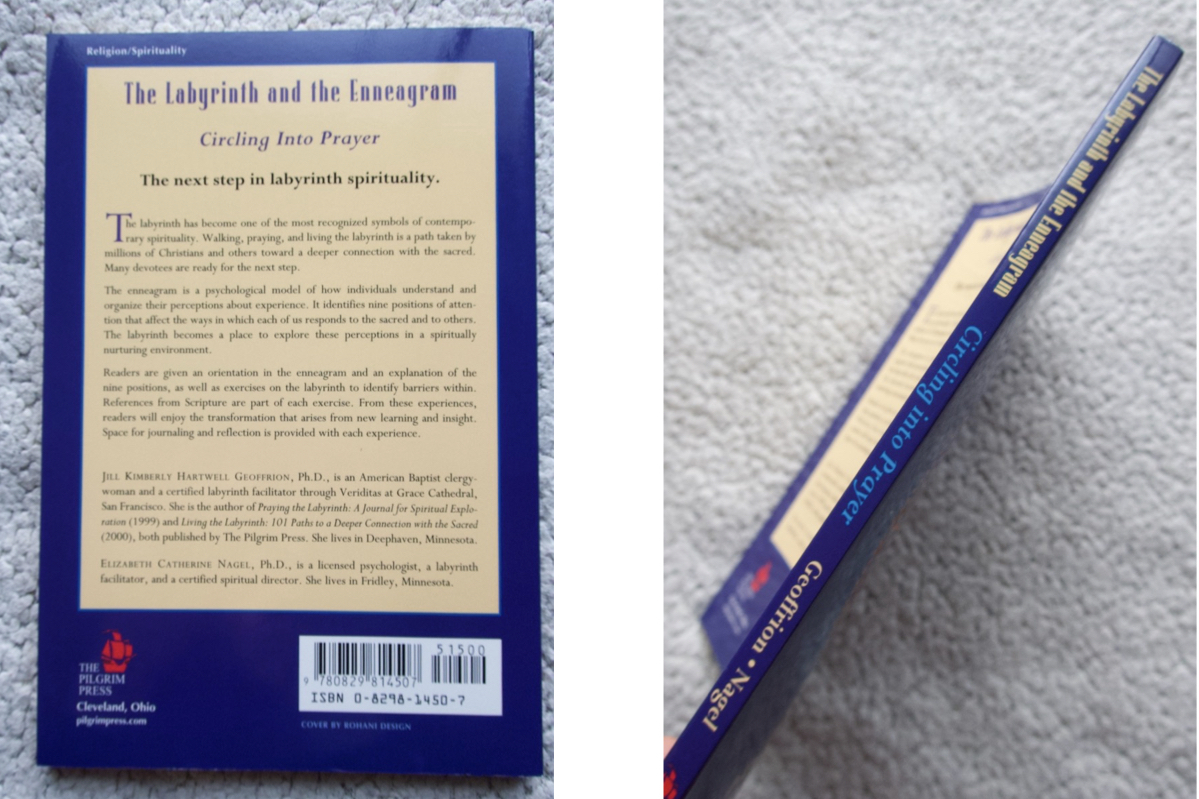 Religion/Spirituality
The Labyrinth and the Enneagram
Circling Into Prayer
The next step in labyrinth spirituality.
The labyrinth has become one of the most recognized symbols of contempo-
rary spirituality. Walking, praying, and living the labyrinth is a path taken by
millions of Christians and others toward a deeper connection with the sacred.
Many devotees are ready for the next step.
The enneagram is a psychological model of how individuals understand and
organize their perceptions about experience. It identifies nine positions of atten-
tion that affect the ways in which each of us responds to the sacred and to others.
The labyrinth becomes a place to explore these perceptions in a spiritually
nurturing environment.
Readers are given an orientation in the enneagram and an explanation of the
nine positions, as well as exercises on the labyrinth to identify barriers within.
References from Scripture are part of each exercise. From these experiences,
readers will enjoy the transformation that arises from new learning and insight.
Space for journaling and reflection is provided with each experience.
JILL KIMBERLY HARTWELL GEOFFRION, Ph.D., is an American Baptist clergy-
woman and a certified labyrinth facilitator through Veriditas at Grace Cathedral,
San Francisco. She is the author of Praying the Labyrinth: A Journal for Spiritual Explo-
ration (1999) and Living the Labyrinth: 101 Paths to a Deeper Connection with the Sacred
(2000), both published by The Pilgrim Press. She lives in Deephaven, Minnesota.
ELIZABETH CATHERINE NAGEL, Ph.D., is a licensed psychologist, a labyrinth
facilitator, and a certified spiritual director. She lives in Fridley, Minnesota.
THE
PILGRIM
PRESS
Cleveland, Ohio
pilgrimpress.com
51500
9 780829 814507
ISBN 0-8298-1450-7
COVER BY ROHANI DESIGN
The Labyrinth and the Enneagram Circling into Prayer Geoffrion • Nagel